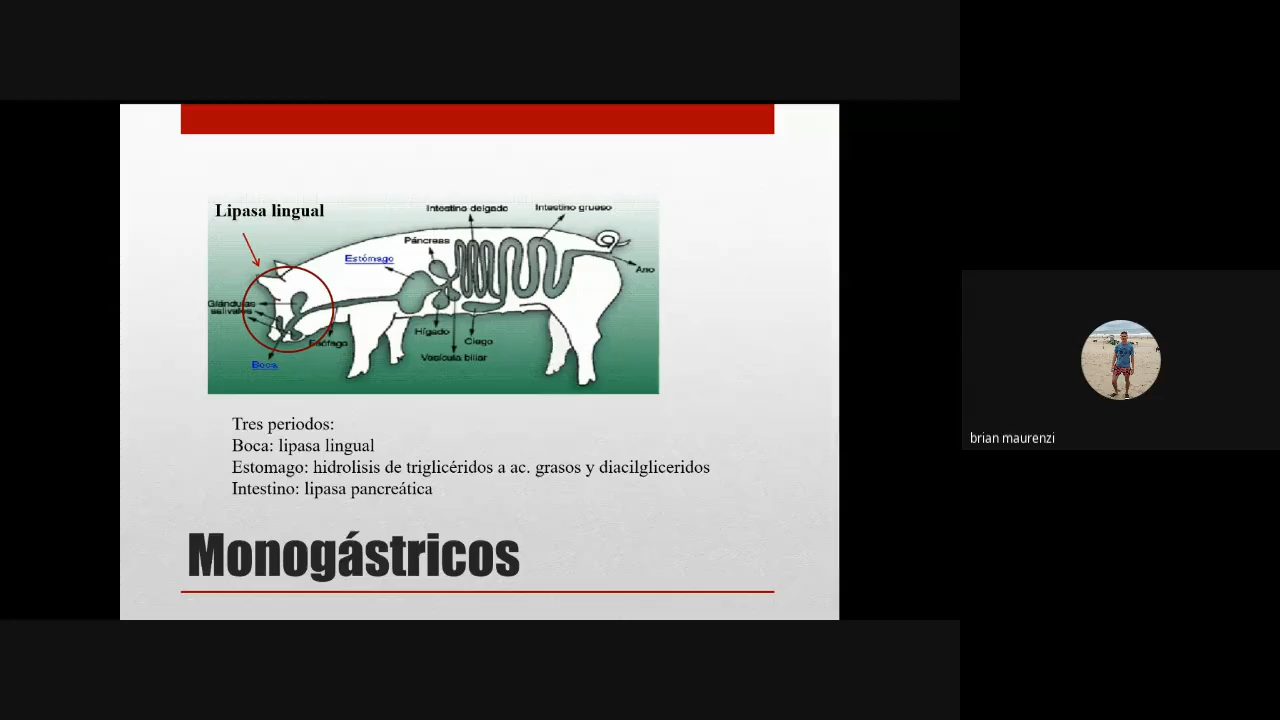 Lipasa lingual
Intestino delgado
Intestino grueso
Páncreas
Estómago
Ano
Glándulas
salivales
Esófago
Hígado
Ciego
Vesícula biliar
Boca
Tres periodos:
Boca: lipasa lingual
Estomago: hidrolisis de triglicéridos a ac. grasos y diacilgliceridos
Intestino: lipasa pancreática
Monogástricos
brian maurenzi